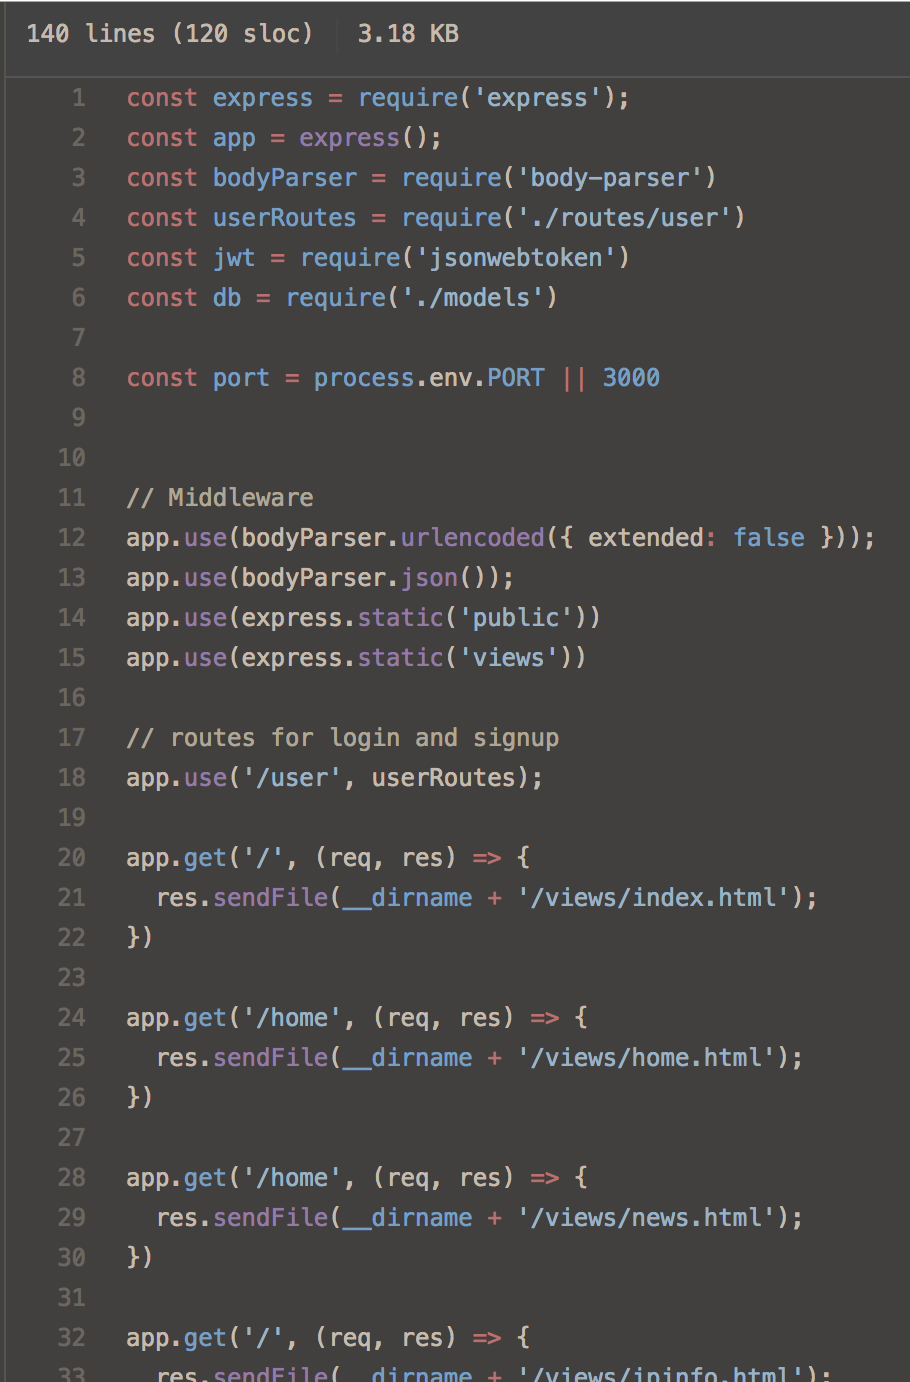 140 lines (120 sloc) 3.18 KB
1 const express = require('express');
2 const app = express();
3 const bodyParser = require('body-parser')
4 const userRoutes = require('./routes/user')
5 const jwt = require('jsonwebtoken')
6 const db = require('./models')
7
8 const port = process.env.PORT || 3000
9
10
11 // Middleware
12 app.use(bodyParser.urlencoded({ extended: false }));
13 app.use(bodyParser.json());
14 app.use(express.static('public'))
15 app.use(express.static('views'))
16
17 // routes for login and signup
18 app.use('/user', userRoutes);
19
20 app.get('/', (req, res) => {
21   res.sendFile(__dirname + '/views/index.html');
22 })
23
24 app.get('/home', (req, res) => {
25   res.sendFile(__dirname + '/views/home.html');
26 })
27
28 app.get('/home', (req, res) => {
29   res.sendFile(__dirname + '/views/news.html');
30 })
31
32 app.get('/', (req, res) => {
33   res.sendFile(__dirname + '/views/ipinfo.html');